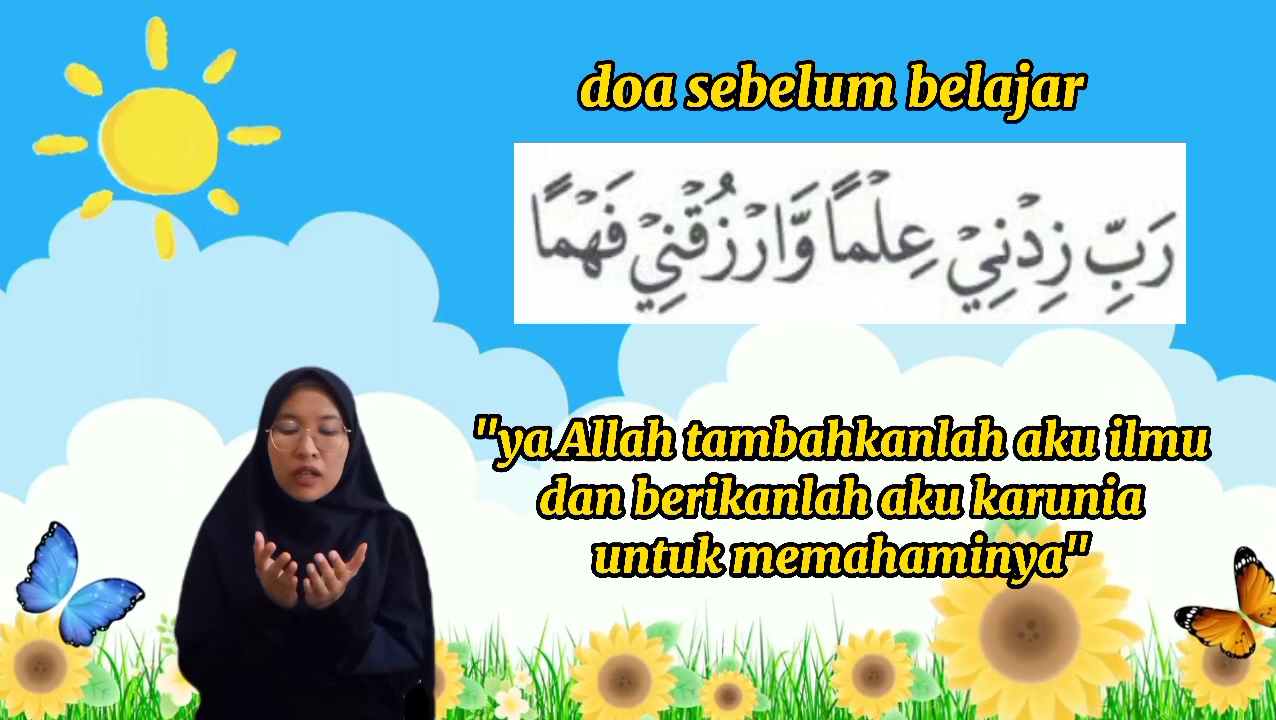 doa sebelum belajar
رَبِّ زِدْنِيْ عِلْمًا وَّارْزُقْنِيْ فَهْمًا
"ya Allah tambahkanlah aku ilmu
dan berikanlah aku karunia
untuk memahaminya"